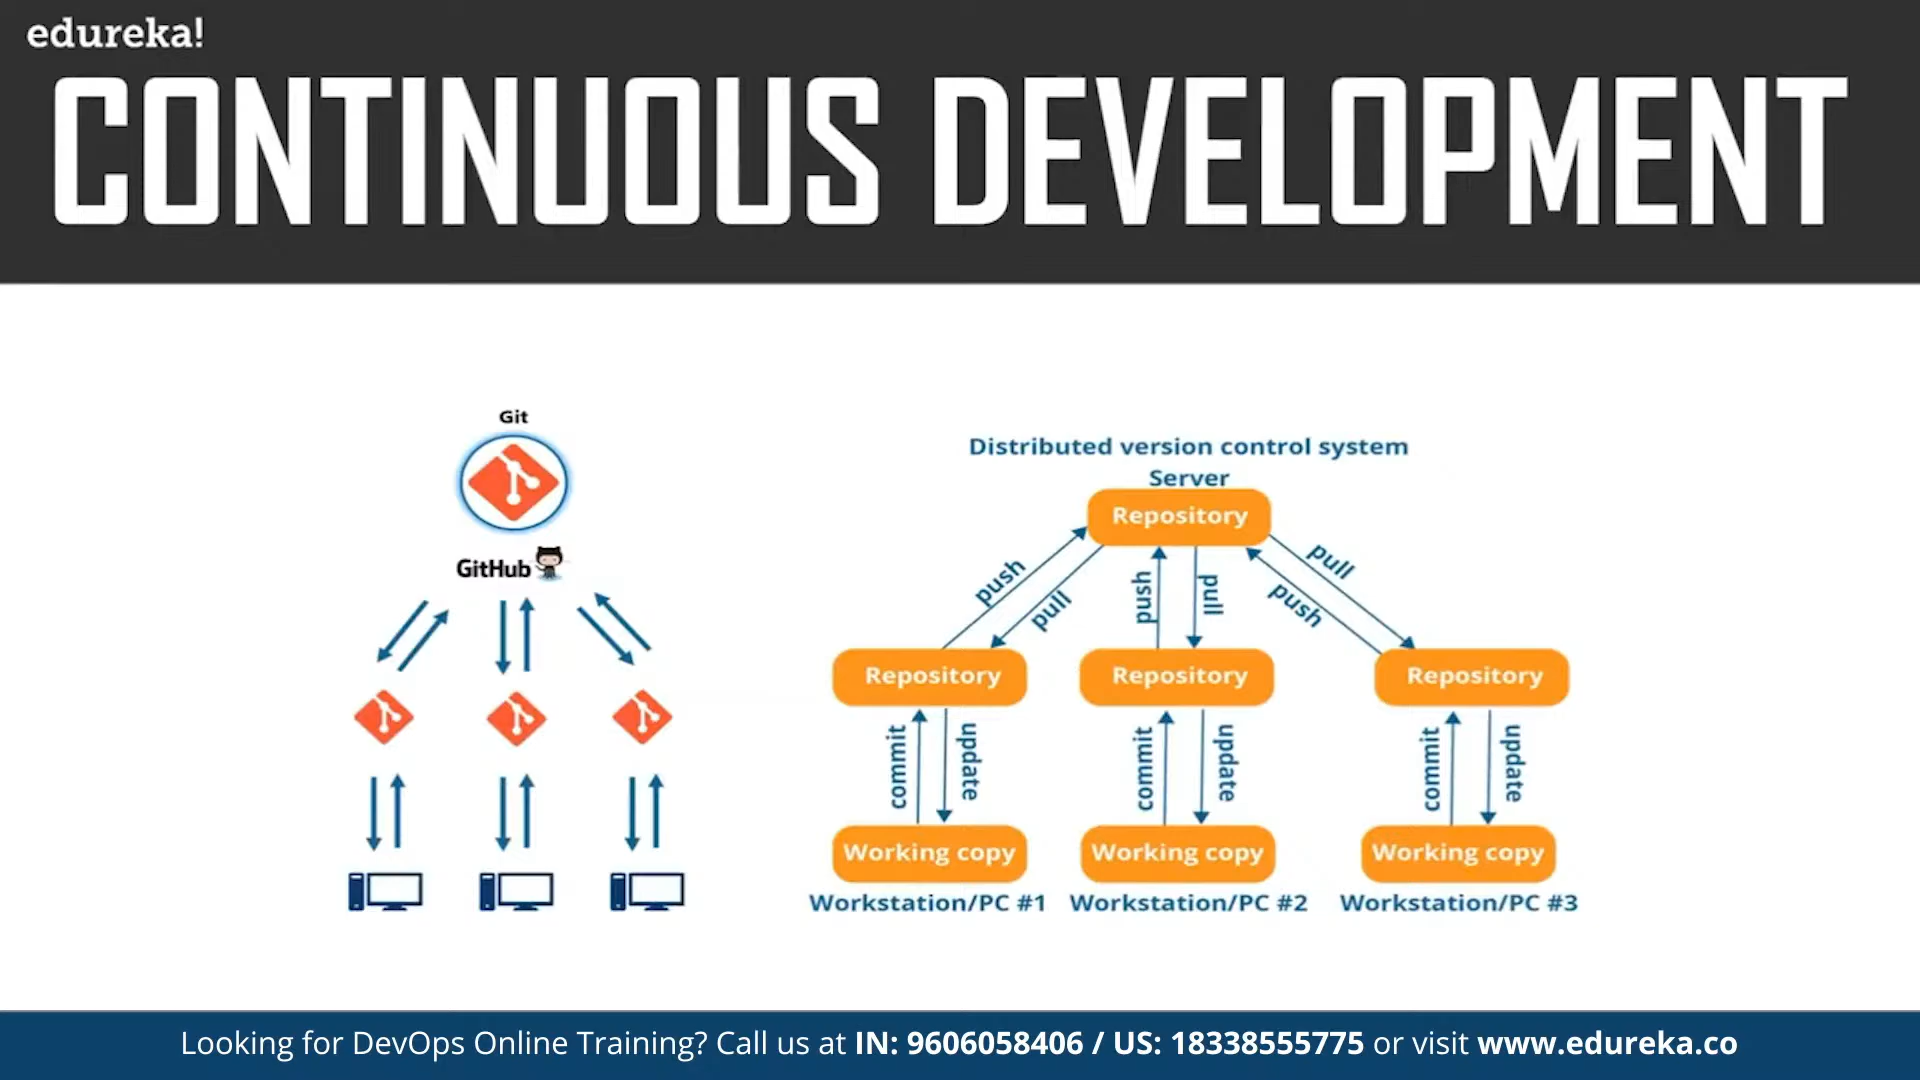 edureka!
CONTINUOUS DEVELOPMENT
Git
GitHub
Distributed version control system
Server
Repository
push
pull
push
pull
push
pull
Repository
Repository
Repository
commit
update
commit
update
commit
update
Working copy
Working copy
Working copy
Workstation/PC #1
Workstation/PC #2
Workstation/PC #3
Looking for DevOps Online Training? Call us at IN: 9606058406 / US: 18338555775 or visit www.edureka.co